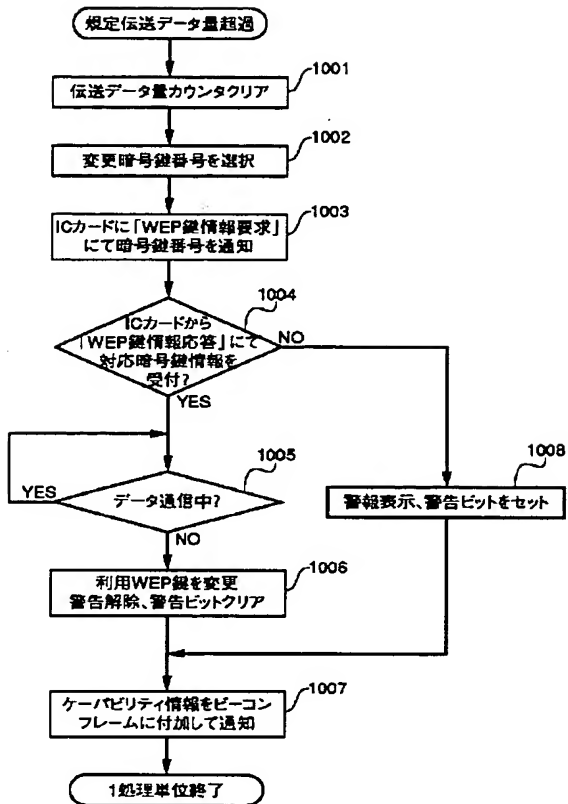 規定伝送データ量超過
1001
伝送データ量カウンタクリア
1002
変更暗号鍵番号を選択
1003
ICカードに「WEP鍵情報要求」
にて暗号鍵番号を通知
1004
ICカードから
「WEP鍵情報応答」にて
対応暗号鍵情報を
受付?
NO
YES
1005
データ通信中?
YES
NO
1008
警報表示、警告ビットをセット
1006
利用WEP鍵を変更
警告解除、警告ビットクリア
1007
ケーパビリティ情報をビーコン
フレームに付加して通知
1処理単位終了